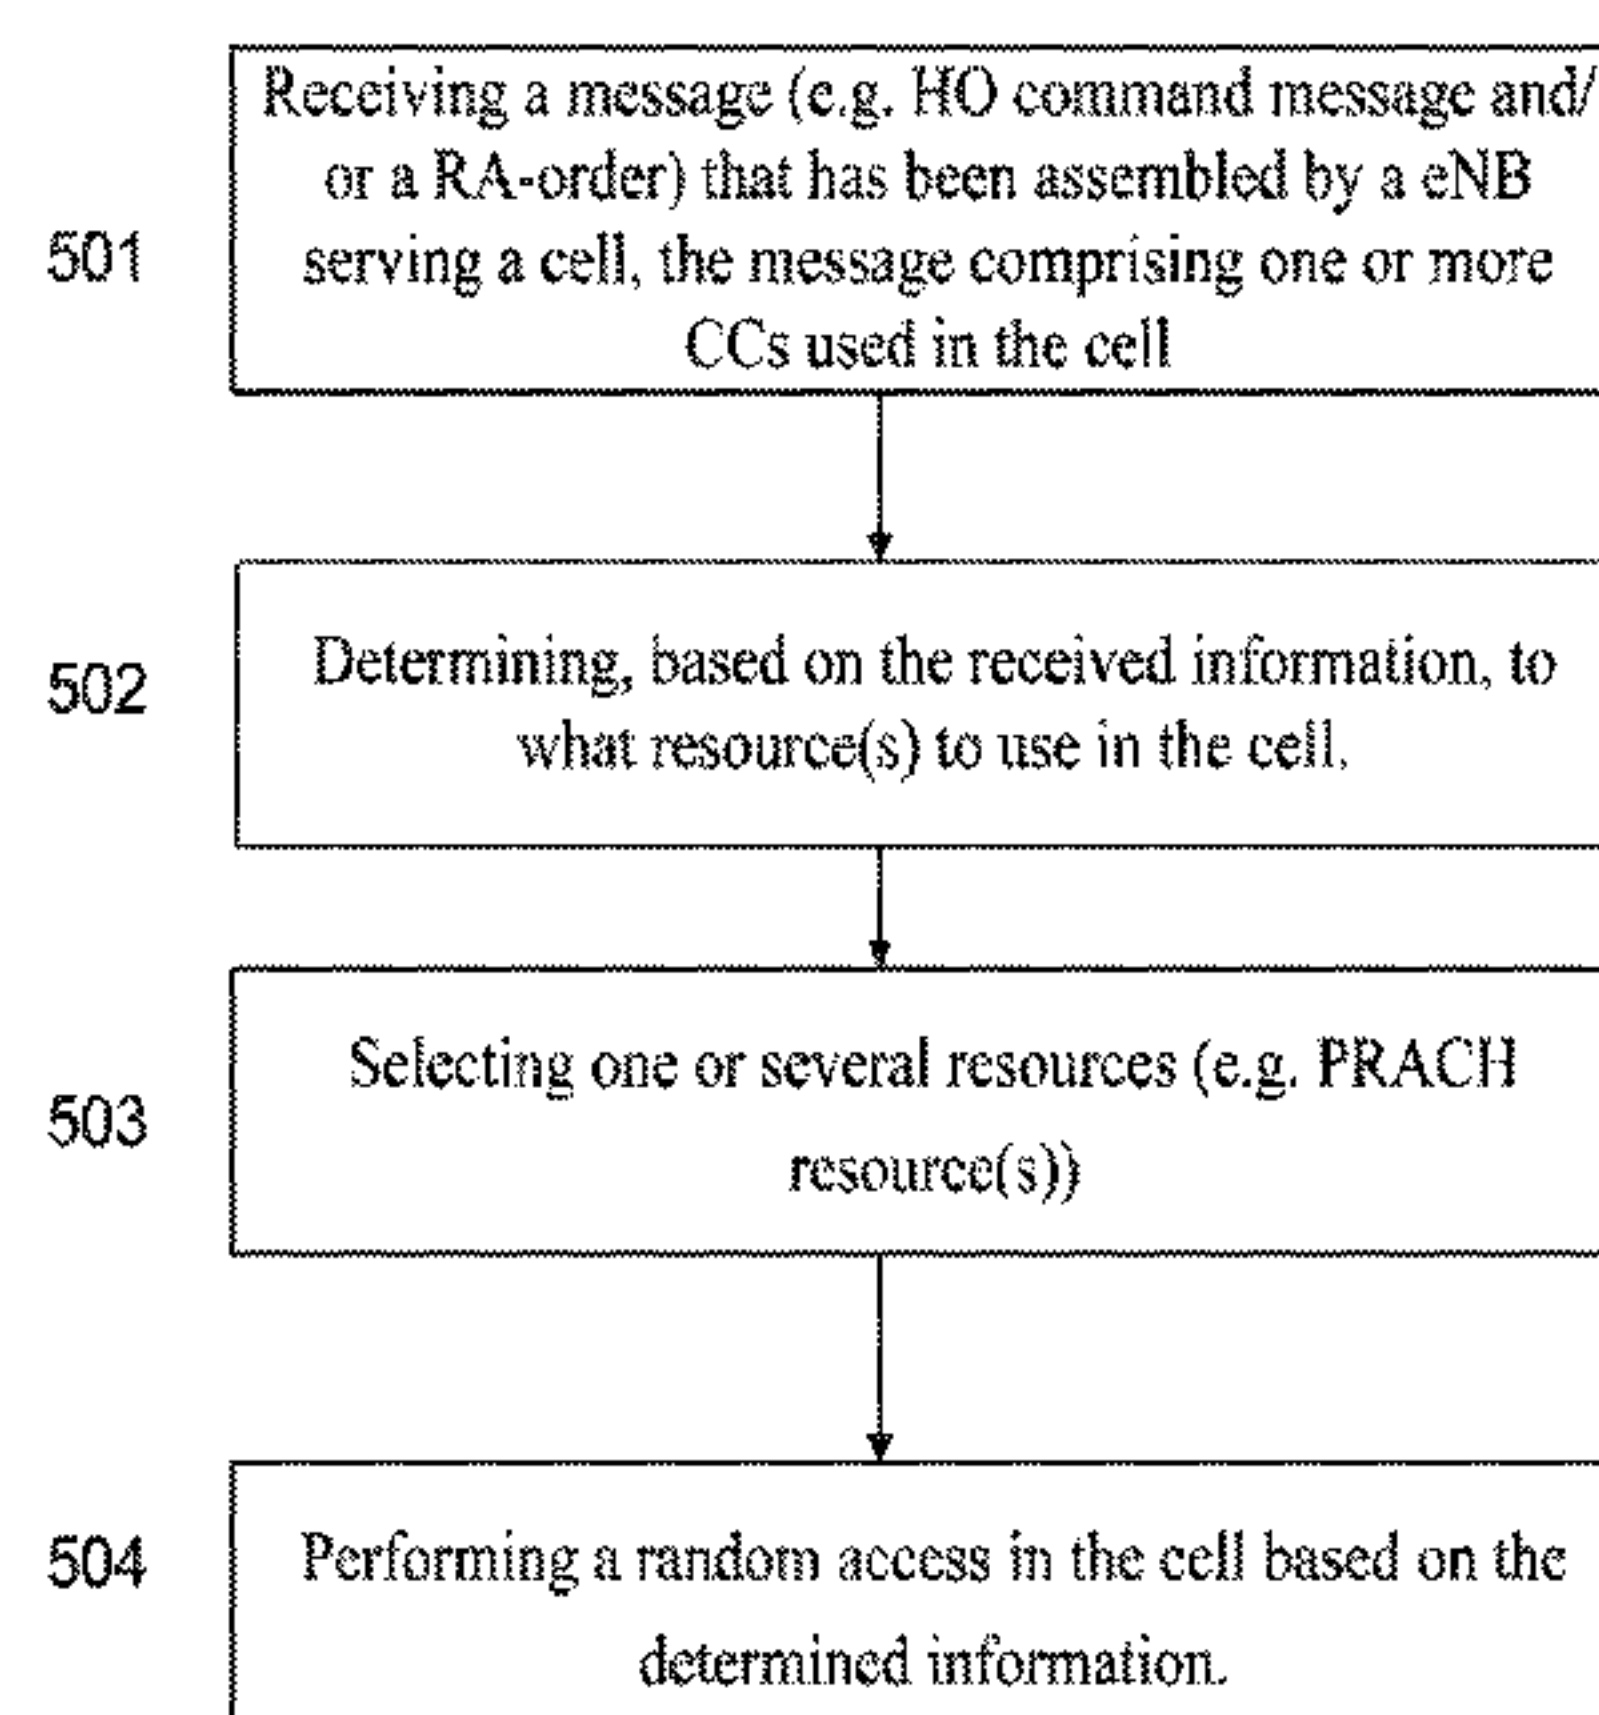 Receiving a message (e.g. HO command message and/
or a RA-order) that has been assembled by a eNB
501
serving a cell, the message comprising one or more
CCs used in the cell
Determining, based on the received information, to
502
what resource(s) to use in the cell.
Selecting one or several resources (e.g. PRACH
503
resource(s))
504
Performing a random access in the cell based on the
determined information.